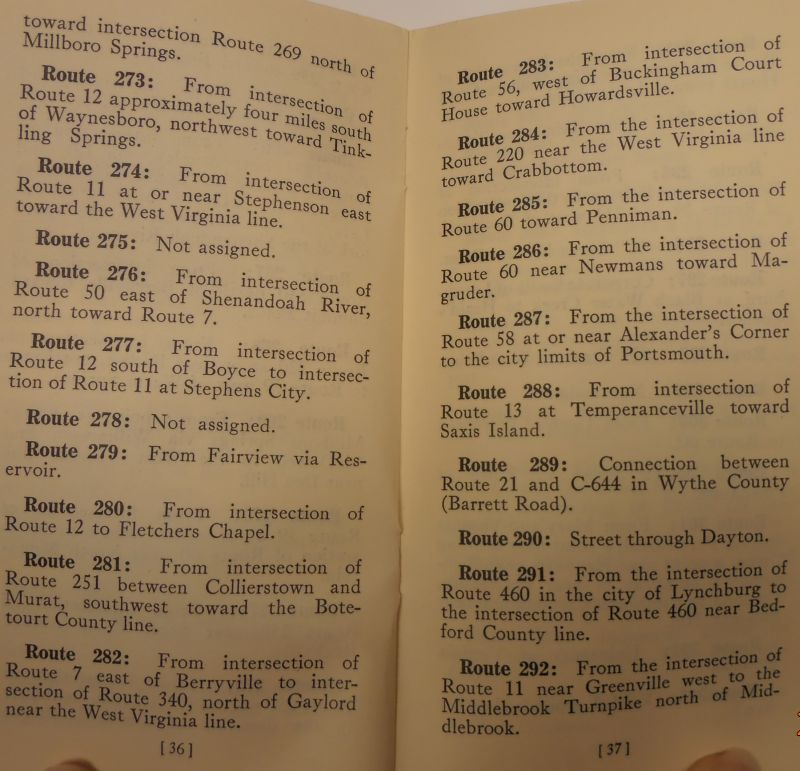 toward intersection Route 269 north of
Millboro Springs.
Route 273: From intersection of
Route 12 approximately four miles south
of Waynesboro, northwest toward Tink-
ling Springs.
Route 274: From intersection of
Route 11 at or near Stephenson east
toward the West Virginia line.
Route 275: Not assigned.
Route 276: From intersection of
Route 50 east of Shenandoah River,
north toward Route 7.
Route 277: From intersection of
Route 12 south of Boyce to intersec-
tion of Route 11 at Stephens City.
Route 278: Not assigned.
Route 279: From Fairview via Res-
ervoir.
Route 280: From intersection of
Route 12 to Fletchers Chapel.
Route 281: From intersection of
Route 251 between Collierstown and
Murat, southwest toward the Bote-
tourt County line.
Route 282: From intersection of
Route 7 east of Berryville to inter-
section of Route 340, north of Gaylord
near the West Virginia line.
[36]
Route 283: From intersection of
Route 56, west of Buckingham Court
House toward Howardsville.
Route 284: From the intersection of
Route 220 near the West Virginia line
toward Crabbottom.
Route 285: From the intersection of
Route 60 toward Penniman.
Route 286: From the intersection of
Route 60 near Newmans toward Ma-
gruder.
Route 287: From the intersection of
Route 58 at or near Alexander's Corner
to the city limits of Portsmouth.
Route 288: From intersection of
Route 13 at Temperanceville toward
Saxis Island.
Route 289: Connection between
Route 21 and C-644 in Wythe County
(Barrett Road).
Route 290: Street through Dayton.
Route 291: From the intersection of
Route 460 in the city of Lynchburg to
the intersection of Route 460 near Bed-
ford County line.
Route 292: From the intersection of
Route 11 near Greenville west to the
Middlebrook Turnpike north of Mid-
dlebrook.
[37]